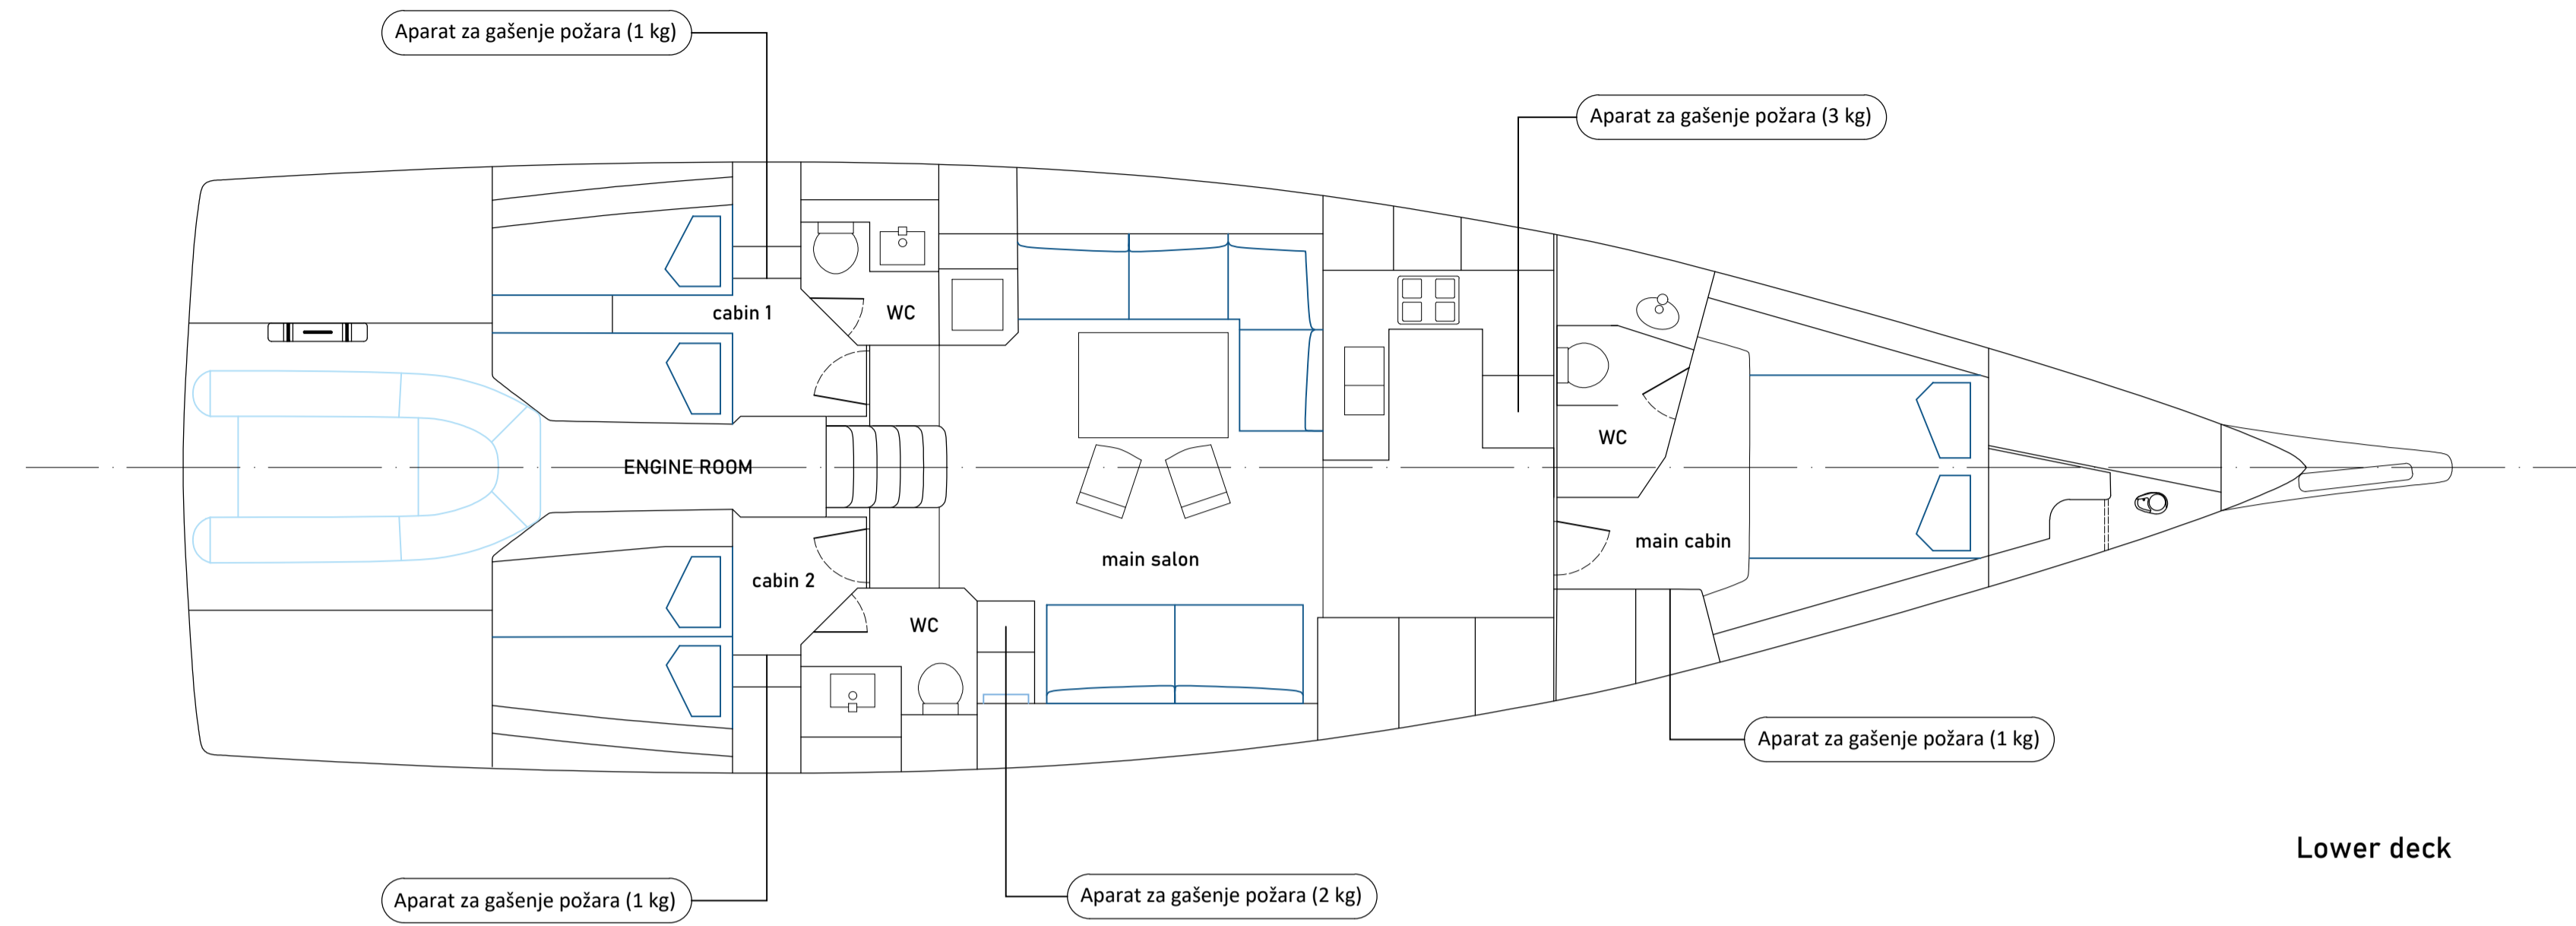 Aparat za gašenje požara (1 kg)
Aparat za gašenje požara (3 kg)
cabin 1
WC
WC
ENGINE ROOM
main salon
main cabin
cabin 2
WC
Aparat za gašenje požara (1 kg)
Lower deck
Aparat za gašenje požara (1 kg)
Aparat za gašenje požara (2 kg)